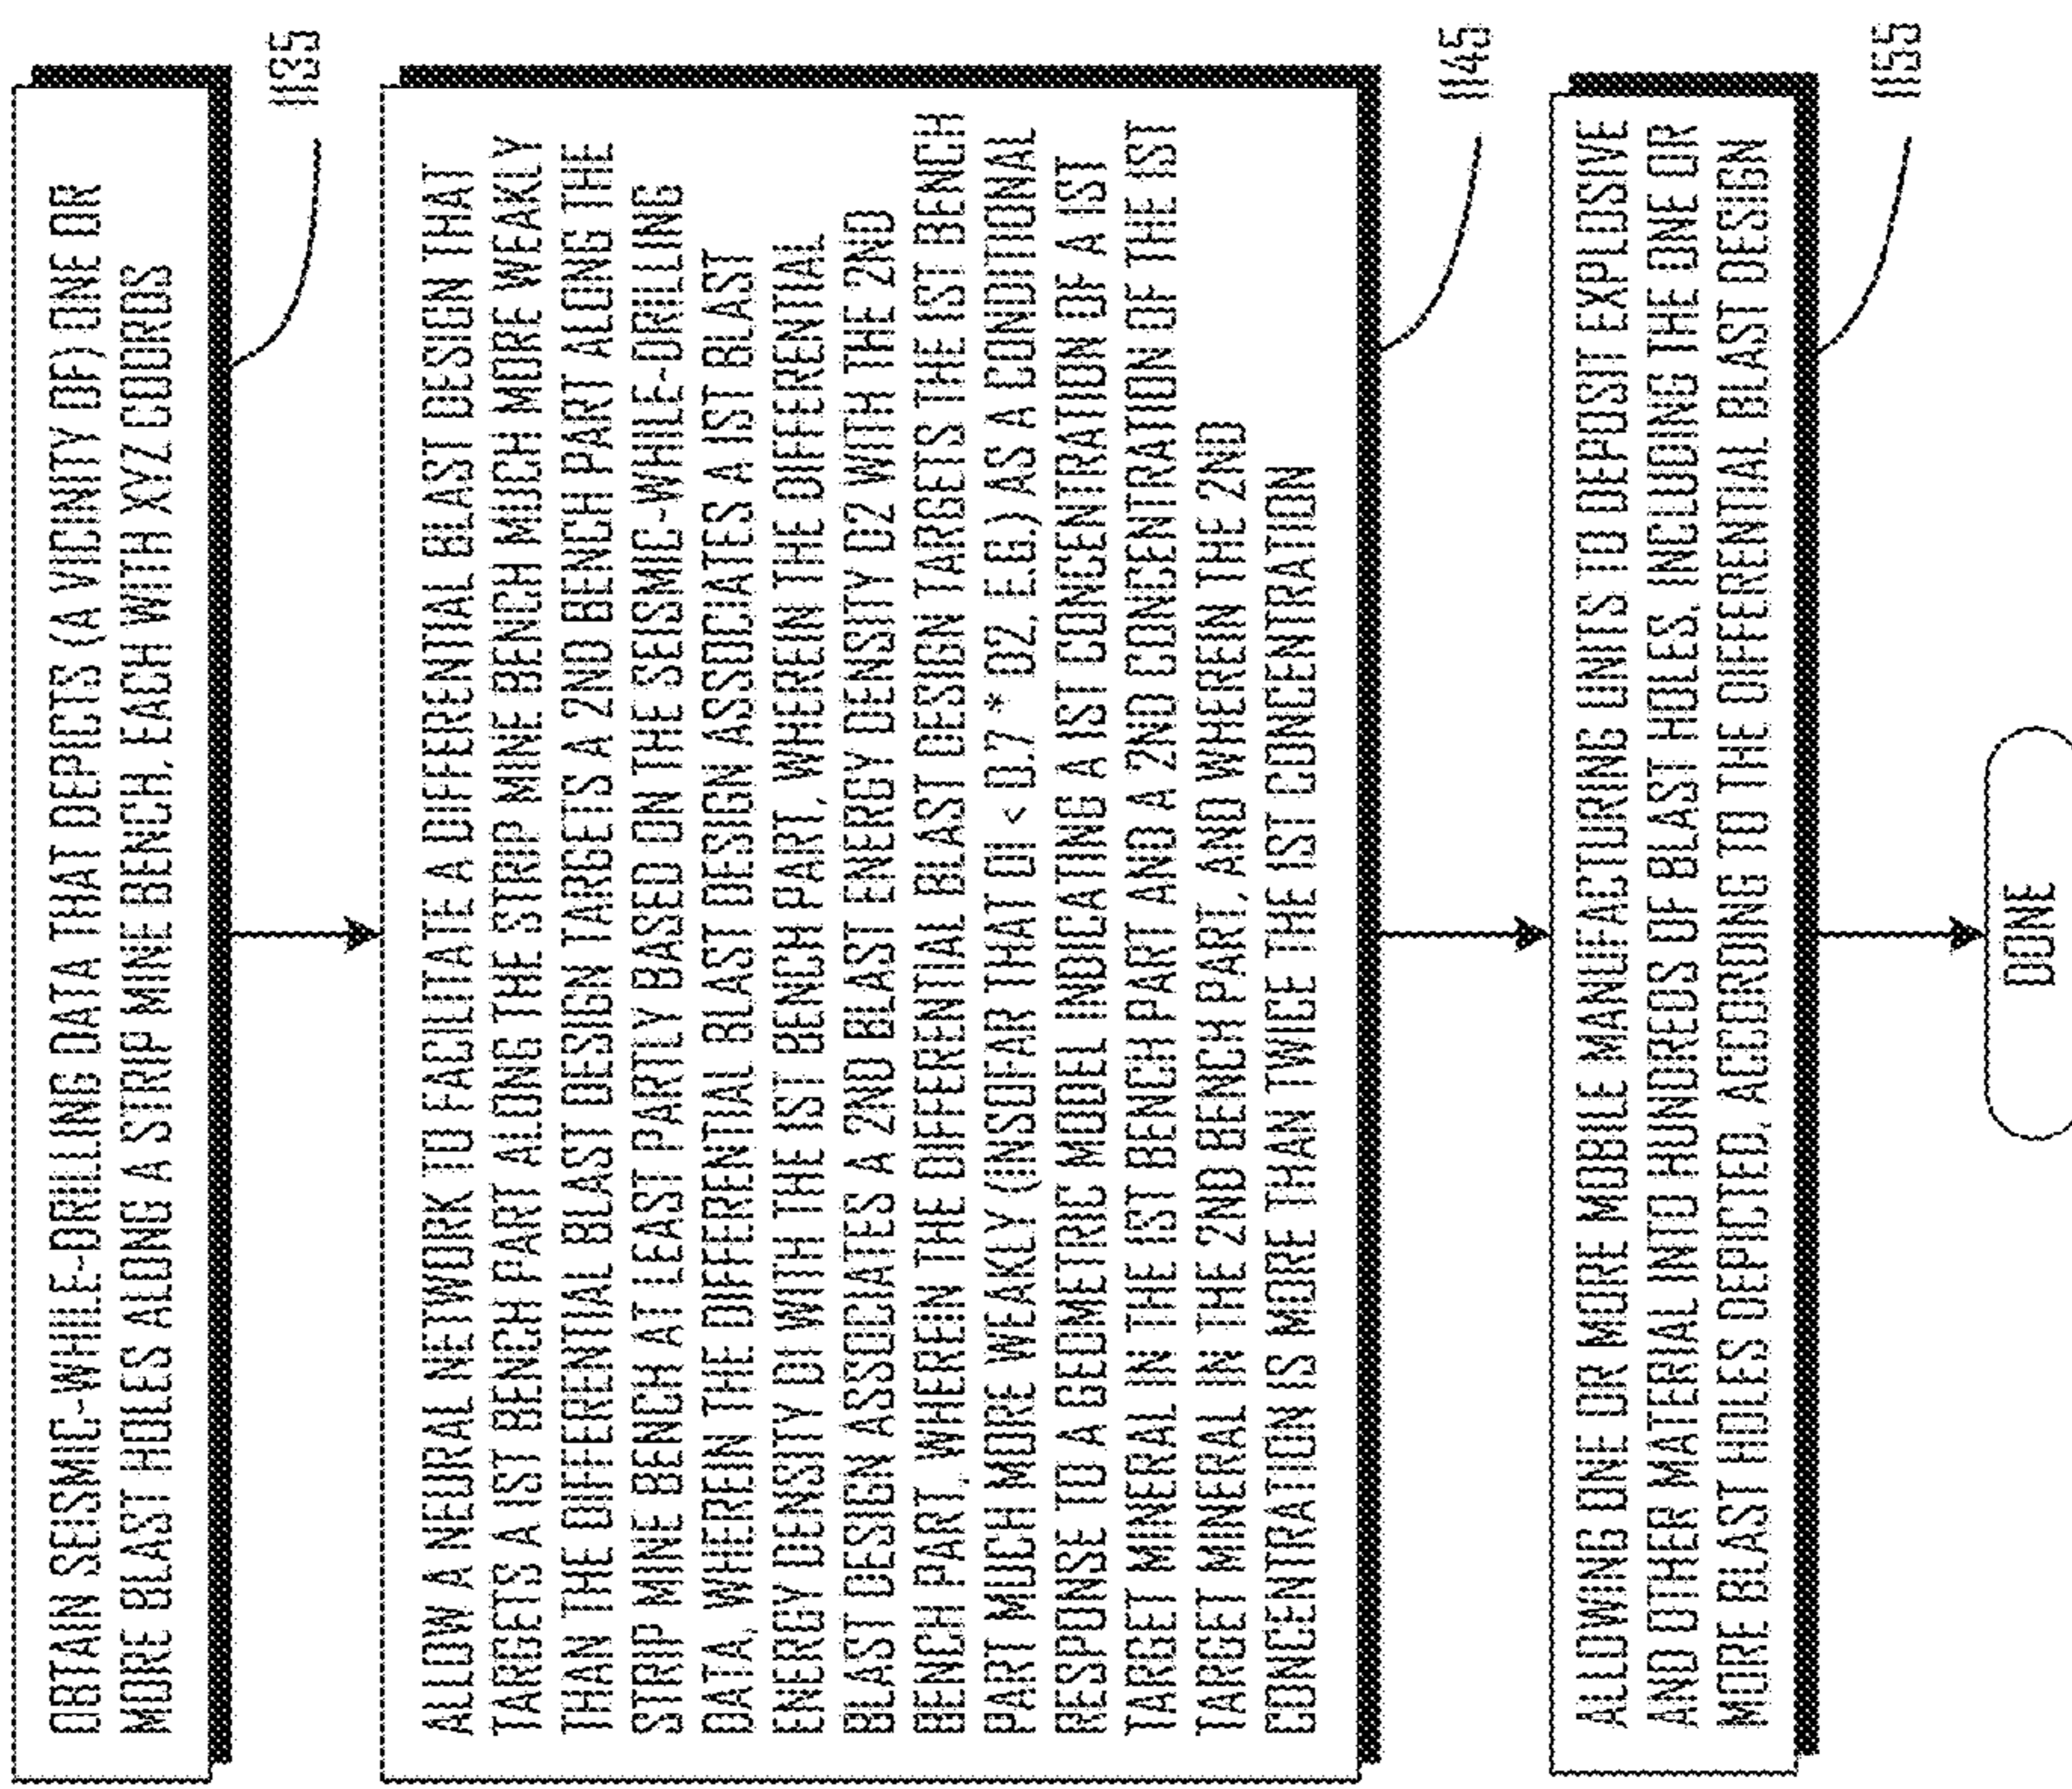 OBTAIN SEISMIC-WHILE-DRILLING DATA THAT DEPICTS (A VICINITY OF) ONE OR
MORE BLAST HOLES ALONG A STRIP MINE BENCH, EACH WITH XYZ COORDS
1135
ALLOW A NEURAL NETWORK TO FACILITATE A DIFFERENTIAL BLAST DESIGN THAT
TARGETS A 1ST BENCH PART ALONG THE STRIP MINE BENCH MUCH MORE WEAKLY
THAN THE DIFFERENTIAL BLAST DESIGN TARGETS A 2ND BENCH PART ALONG THE
STRIP MINE BENCH AT LEAST PARTLY BASED ON THE SEISMIC-WHILE-DRILLING
DATA, WHEREIN THE DIFFERENTIAL BLAST DESIGN ASSOCIATES A 1ST BLAST
ENERGY DENSITY D1 WITH THE 1ST BENCH PART, WHEREIN THE DIFFERENTIAL
BLAST DESIGN ASSOCIATES A 2ND BLAST ENERGY DENSITY D2 WITH THE 2ND
BENCH PART, WHEREIN THE DIFFERENTIAL BLAST DESIGN TARGETS THE 1ST BENCH
PART MUCH MORE WEAKLY (INSOFAR THAT D1 < 0.7 * D2, E.G.) AS A CONDITIONAL
RESPONSE TO A GEOMETRIC MODEL INDICATING A 1ST CONCENTRATION OF A 1ST
TARGET MINERAL IN THE 1ST BENCH PART AND A 2ND CONCENTRATION OF THE 1ST
TARGET MINERAL IN THE 2ND BENCH PART, AND WHEREIN THE 2ND
CONCENTRATION IS MORE THAN TWICE THE 1ST CONCENTRATION
1145
ALLOWING ONE OR MORE MOBILE MANUFACTURING UNITS TO DEPOSIT EXPLOSIVE
AND OTHER MATERIAL INTO HUNDREDS OF BLAST HOLES, INCLUDING THE ONE OR
MORE BLAST HOLES DEPICTED, ACCORDING TO THE DIFFERENTIAL BLAST DESIGN
1155
DONE